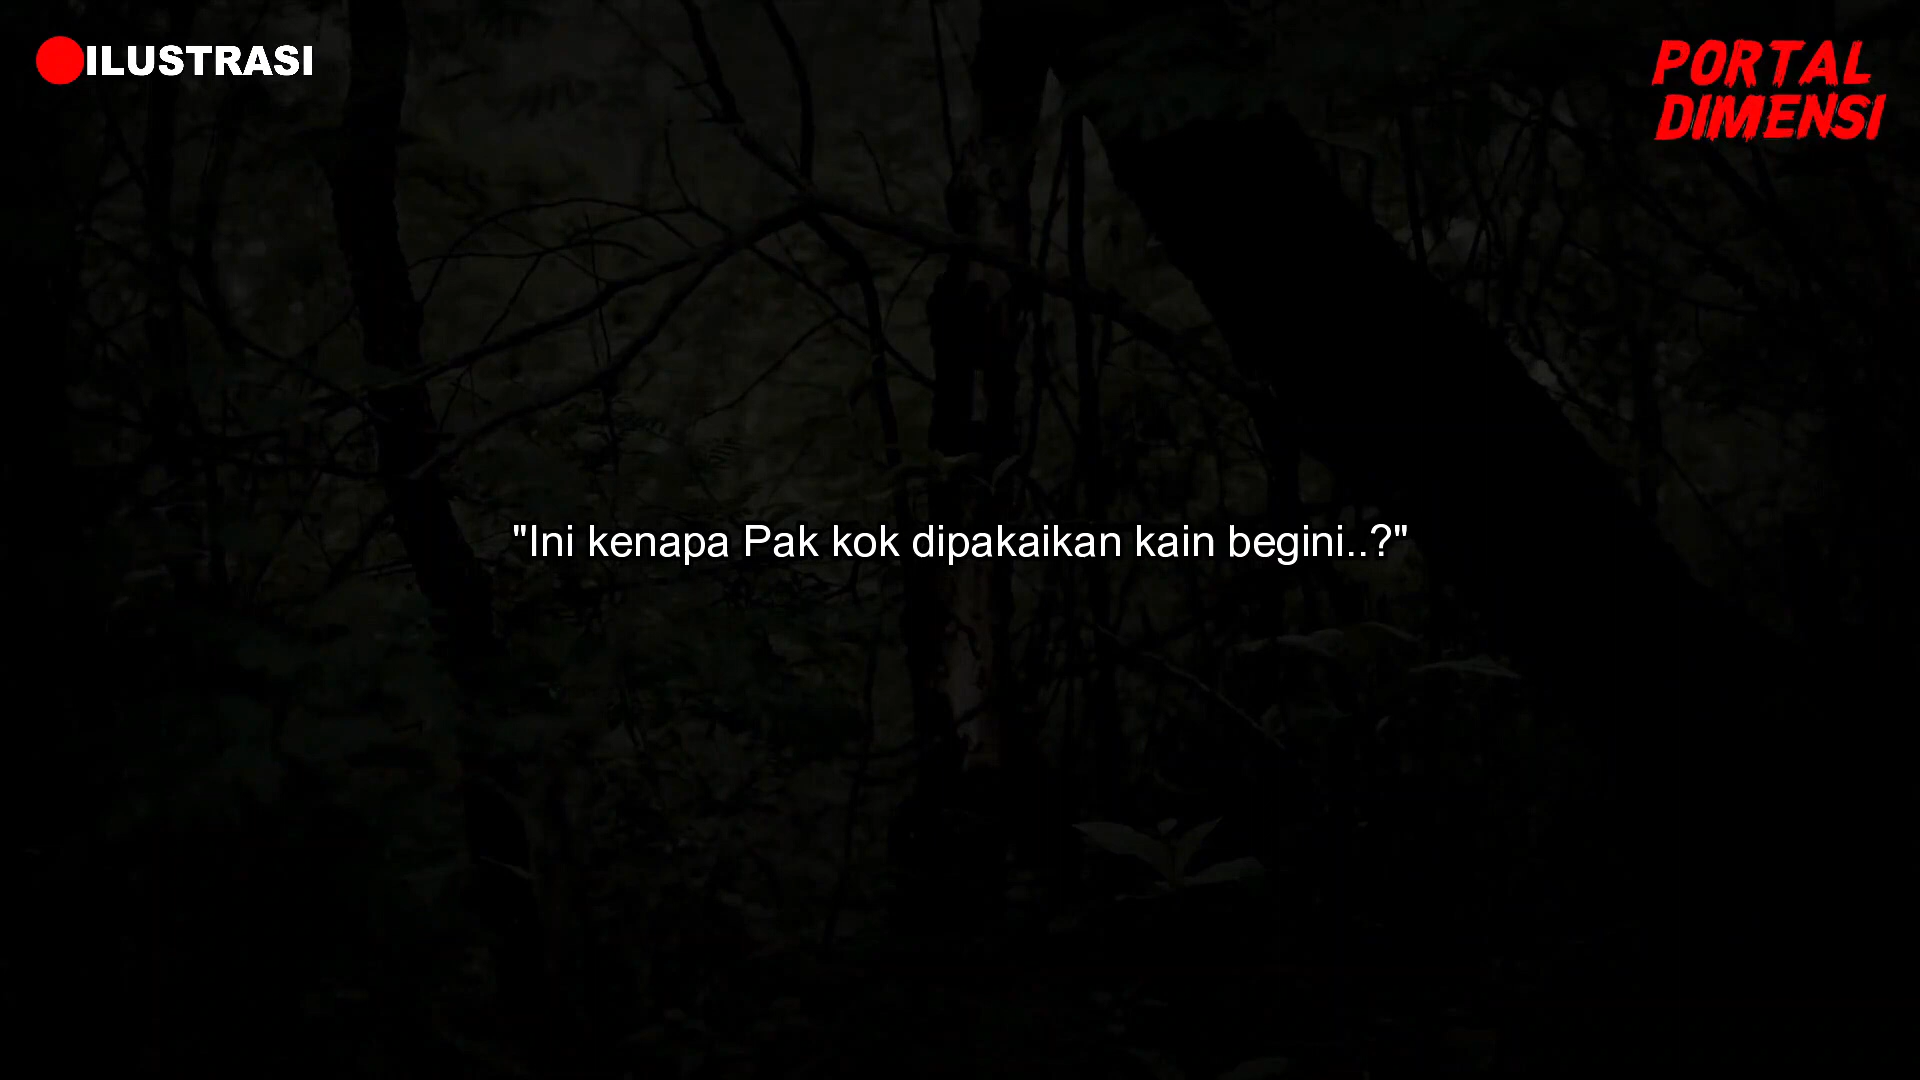 ILUSTRASI
PORTAL
DIMENSI
"Ini kenapa Pak kok dipakaikan kain begini..?"